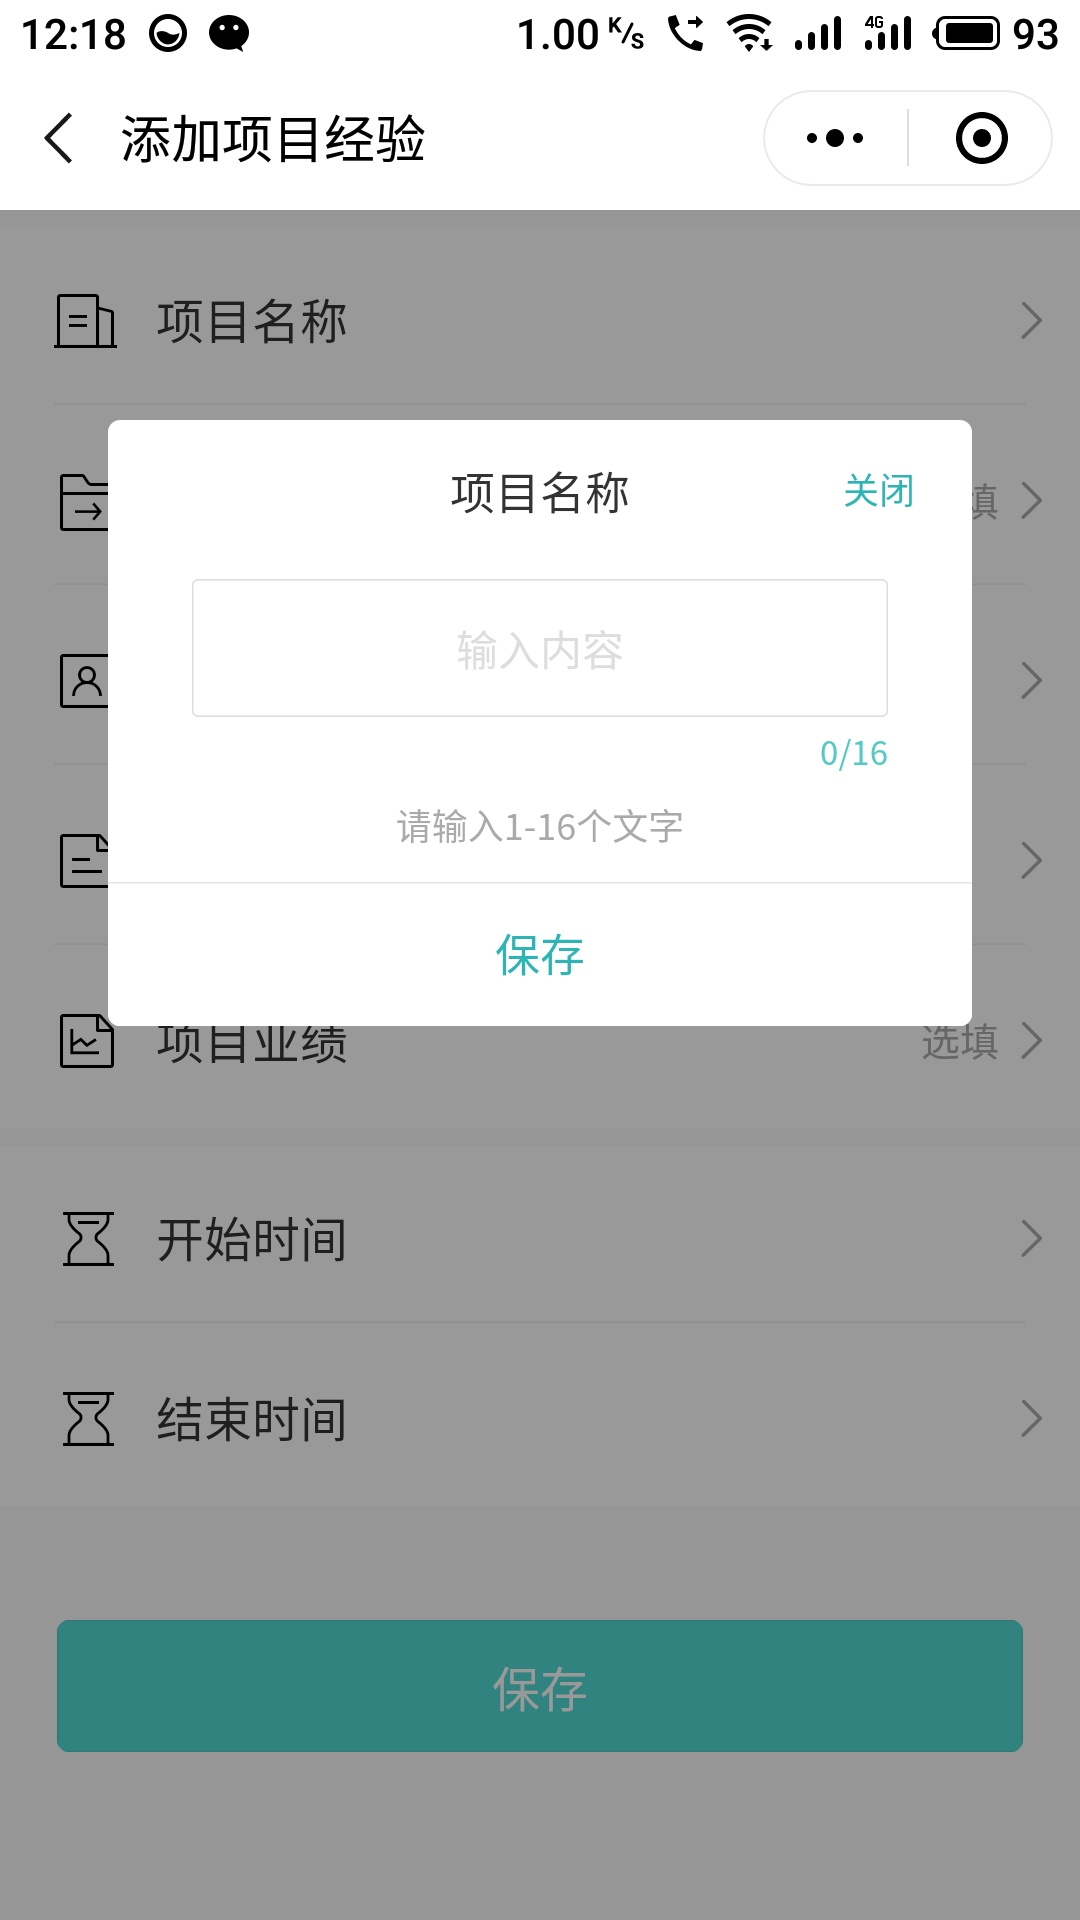 12:18 1.00 K/s 4G 93
添加项目经验
项目名称
项目名称 关闭
填
输入内容
0/16
请输入1-16个文字
保存
项目业绩 选填
开始时间
结束时间
保存